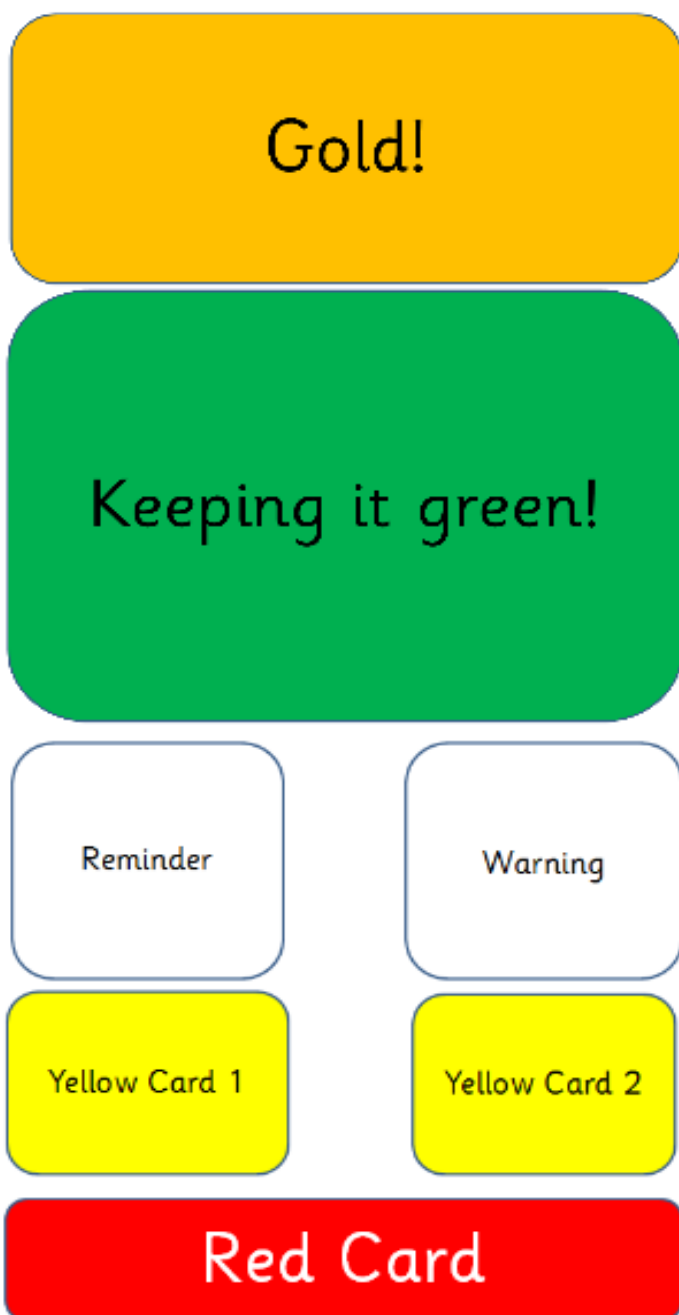 Gold!
Keeping it green!
Reminder
Warning
Yellow Card 1
Yellow Card 2
Red Card